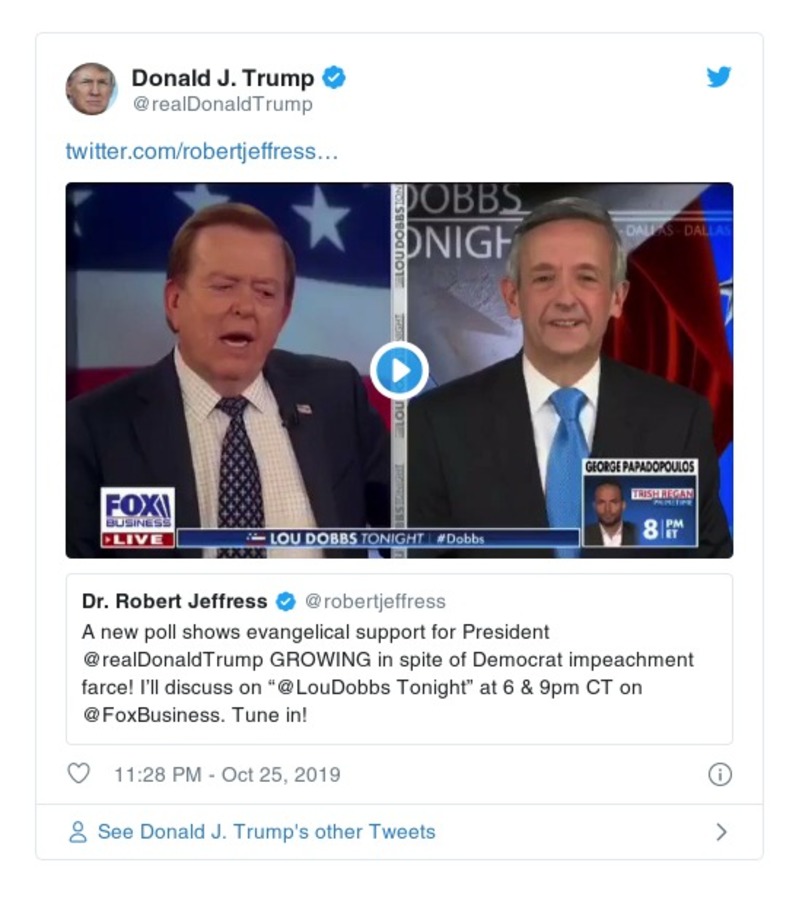 Donald J. Trump
@realDonaldTrump
twitter.com/robertjeffress…
DOBBS
ONIGH
- DALLAS - DALLAS
LOU DOBBS TON
GEORGE PAPADOPOULOS
TRISH REGAN
PRIMETIME
8 PM ET
FOX
BUSINESS
LIVE
LOU DOBBS TONIGHT | #Dobbs
Dr. Robert Jeffress @robertjeffress
A new poll shows evangelical support for President
@realDonaldTrump GROWING in spite of Democrat impeachment
farce! I’ll discuss on “@LouDobbs Tonight” at 6 & 9pm CT on
@FoxBusiness. Tune in!
11:28 PM - Oct 25, 2019
See Donald J. Trump's other Tweets